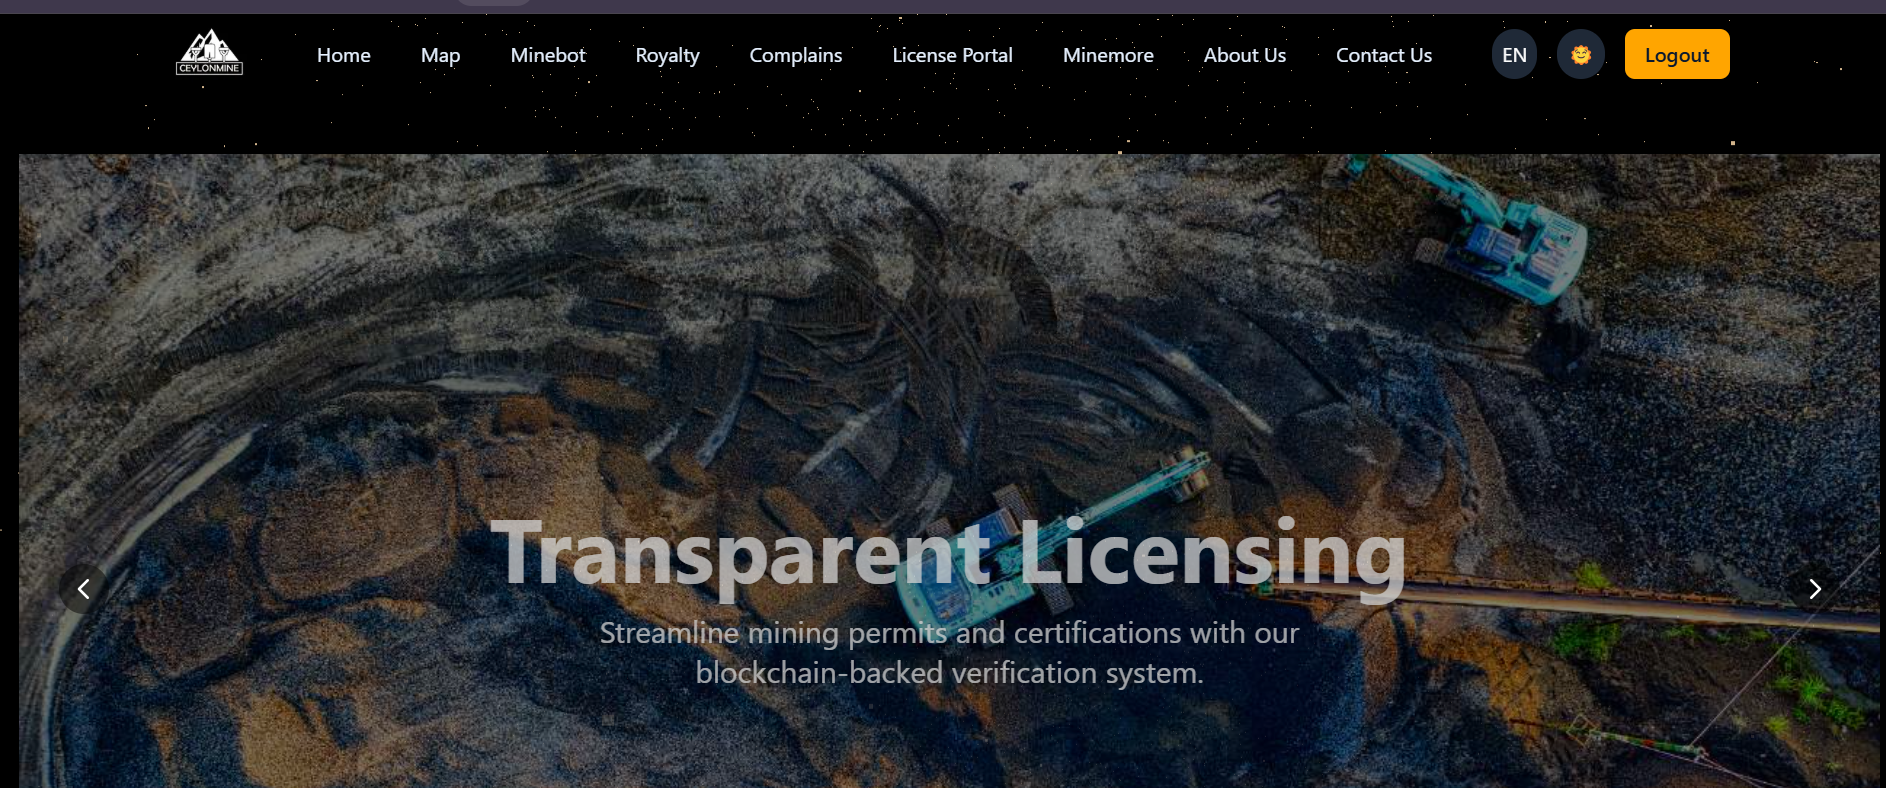 CEYLONMINE
Home Map Minebot Royalty Complains License Portal Minemore About Us Contact Us EN Logout
Transparent Licensing
Streamline mining permits and certifications with our
blockchain-backed verification system.